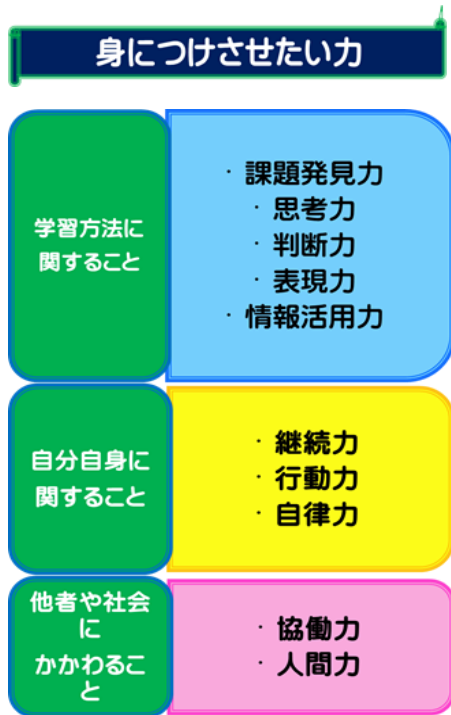 身につけさせたい力
学習方法に
関すること
・課題発見力
・思考力
・判断力
・表現力
・情報活用力
自分自身に
関すること
・継続力
・行動力
・自律力
他者や社会
に
かかわるこ
と
・協働力
・人間力